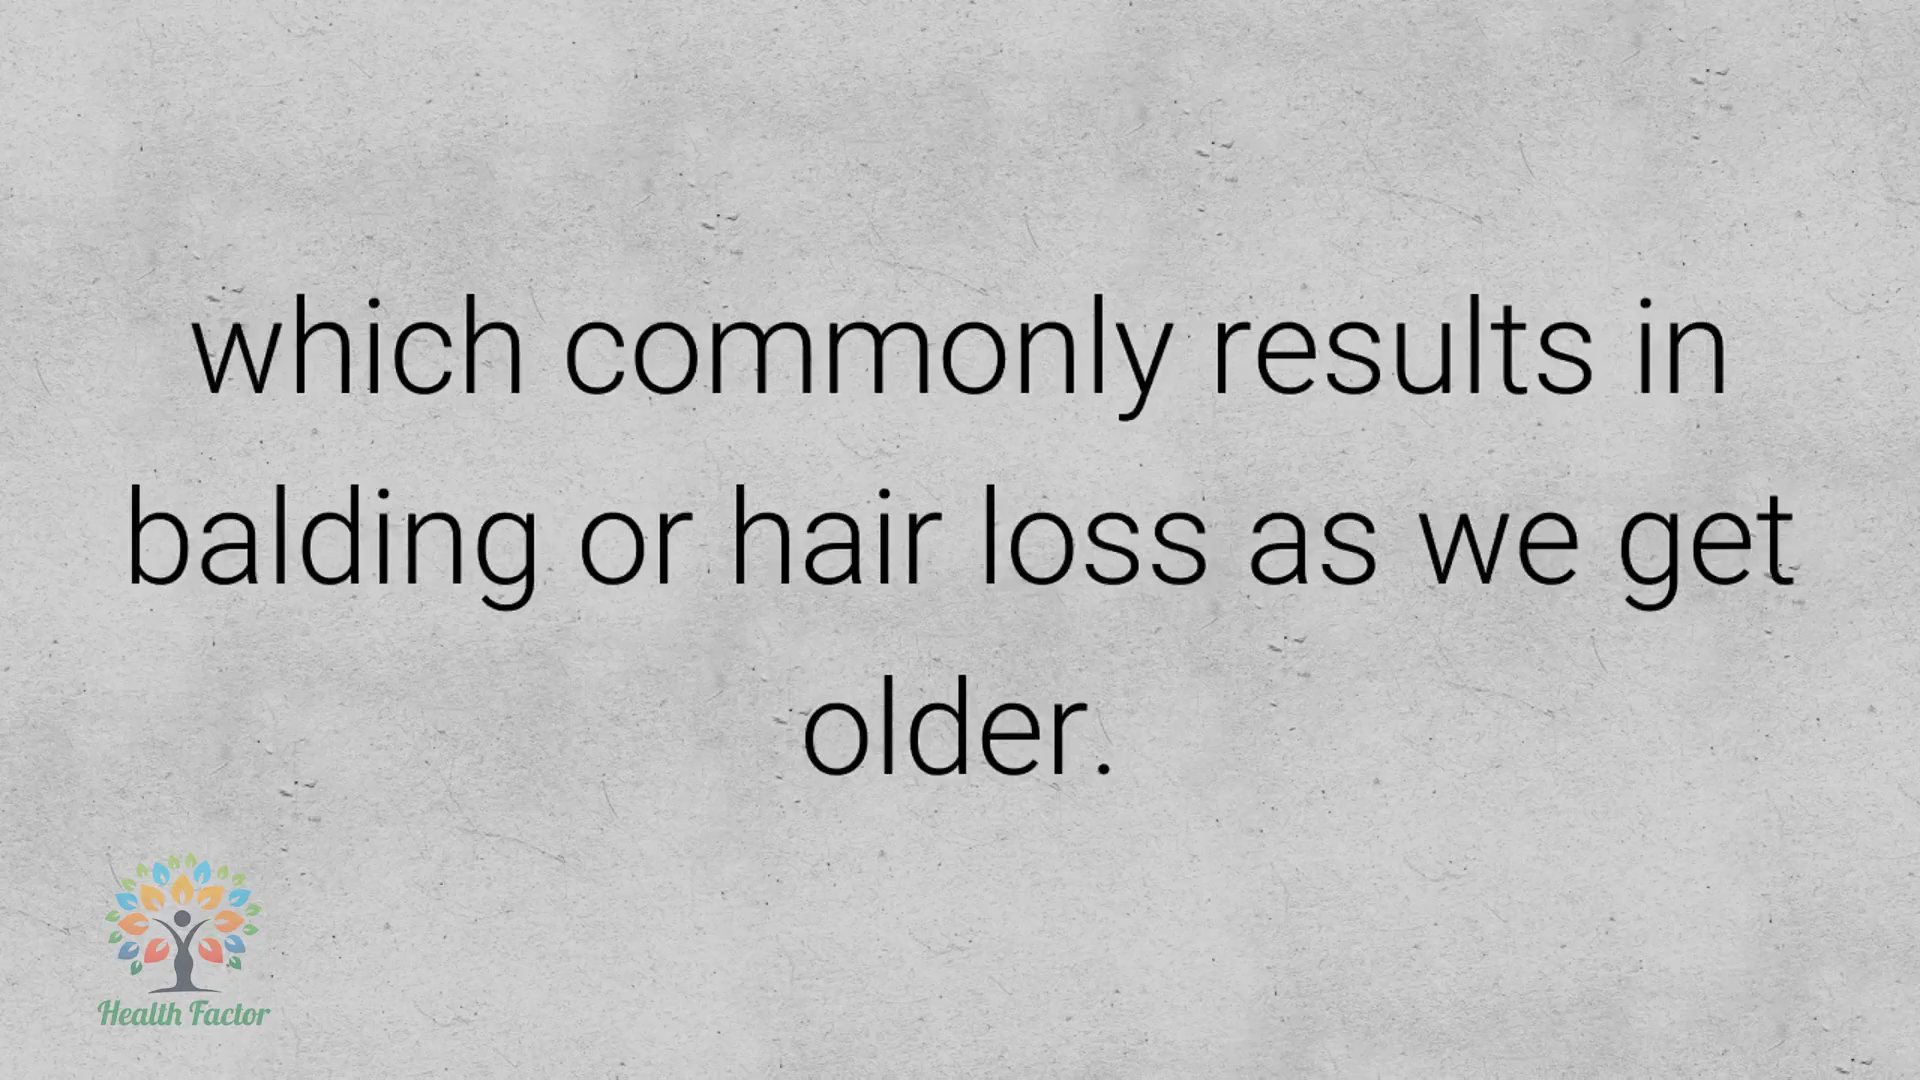 which commonly results in
balding or hair loss as we get
older.
Health Factor